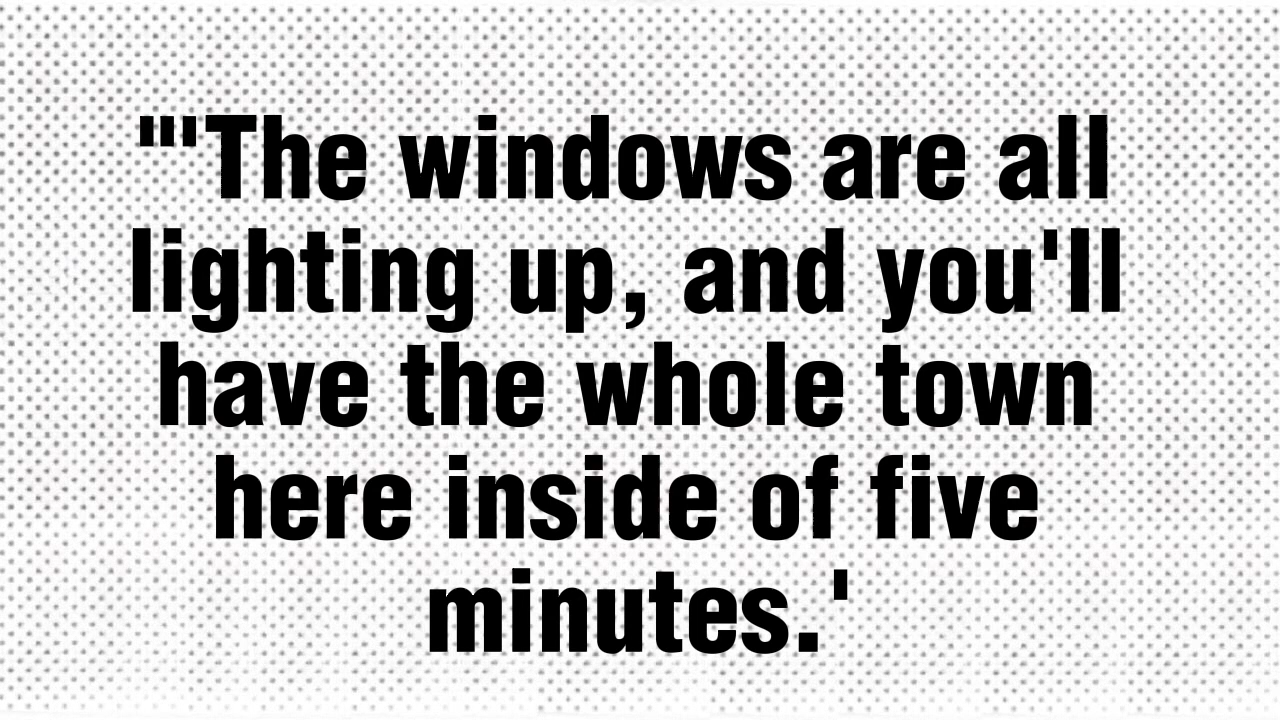 "'The windows are all
lighting up, and you'll
have the whole town
here inside of five
minutes.'